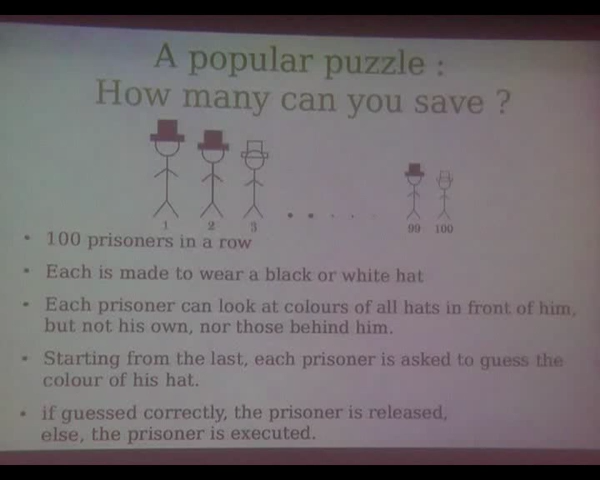 A popular puzzle :
How many can you save ?
1 2 3 99 100
• 100 prisoners in a row
• Each is made to wear a black or white hat
• Each prisoner can look at colours of all hats in front of him,
but not his own, nor those behind him.
• Starting from the last, each prisoner is asked to guess the
colour of his hat.
• if guessed correctly, the prisoner is released,
else, the prisoner is executed.